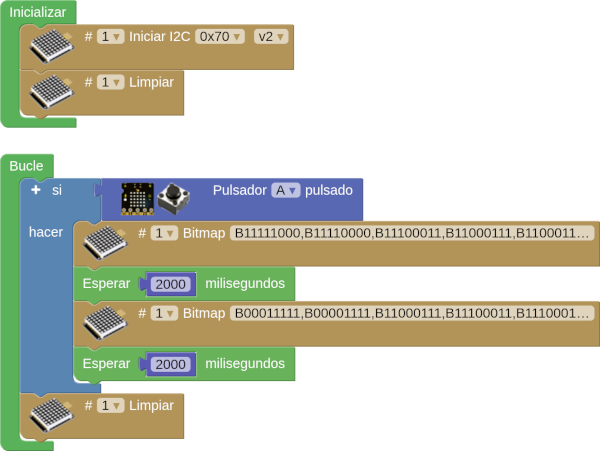 Inicializar
# 1 Iniciar I2C 0x70 v2
# 1 Limpiar
Bucle
+ si Pulsador A pulsado
hacer # 1 Bitmap B11111000,B11110000,B11100011,B11000111,B1100011...
Esperar 2000 milisegundos
# 1 Bitmap B00011111,B00001111,B11000111,B11100011,B1110001...
Esperar 2000 milisegundos
# 1 Limpiar